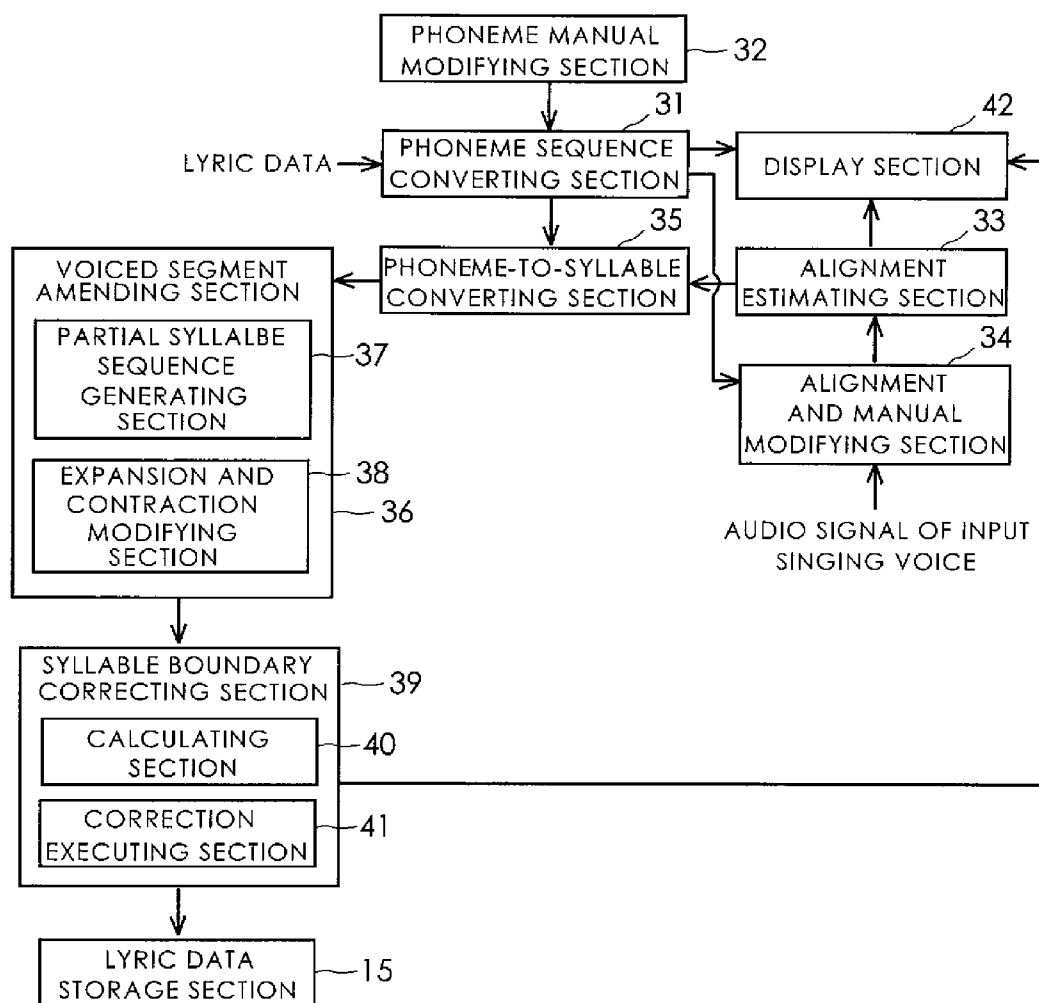 PHONEME MANUAL
MODIFYING SECTION
32
31
42
LYRIC DATA
PHONEME SEQUENCE
CONVERTING SECTION
DISPLAY SECTION
35
33
VOICED SEGMENT
AMENDING SECTION
PHONEME-TO-SYLLABLE
CONVERTING SECTION
ALIGNMENT
ESTIMATING SECTION
PARTIAL SYLLALBE
SEQUENCE
GENERATING
SECTION
37
34
ALIGNMENT
AND MANUAL
MODIFYING SECTION
EXPANSION AND
CONTRACTION
MODIFYING
SECTION
38
36
AUDIO SIGNAL OF INPUT
SINGING VOICE
SYLLABLE BOUNDARY
CORRECTING SECTION
39
CALCULATING
SECTION
40
CORRECTION
EXECUTING SECTION
41
LYRIC DATA
STORAGE SECTION
15